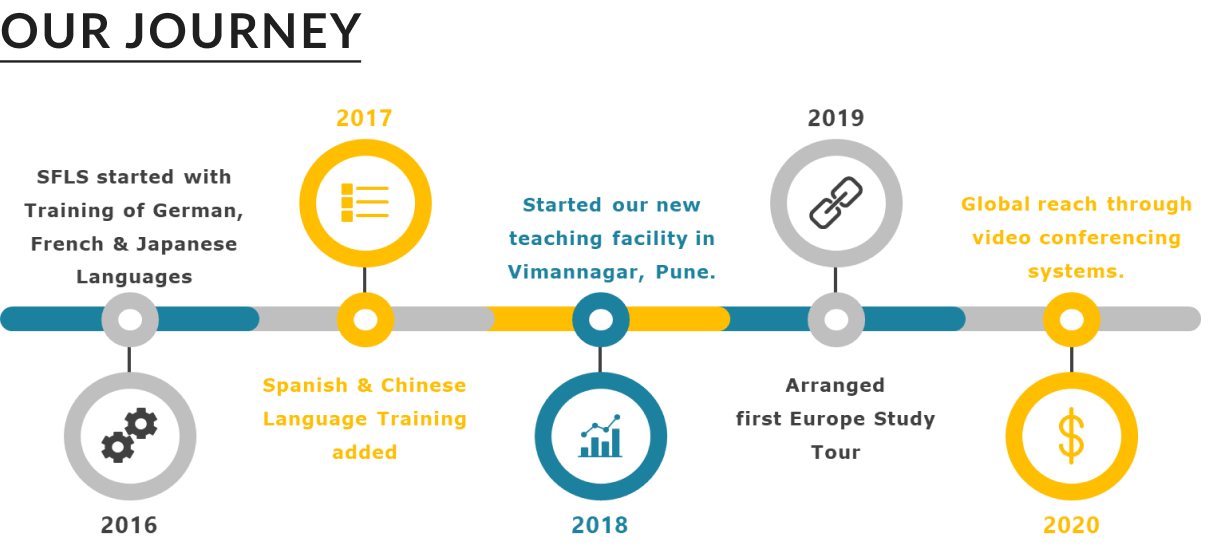 OUR JOURNEY
SFLS started with
Training of German,
French & Japanese
Languages
2016
2017
Spanish & Chinese
Language Training
added
Started our new
teaching facility in
Vimannagar, Pune.
2018
2019
Arranged
first Europe Study
Tour
Global reach through
video conferencing
systems.
2020